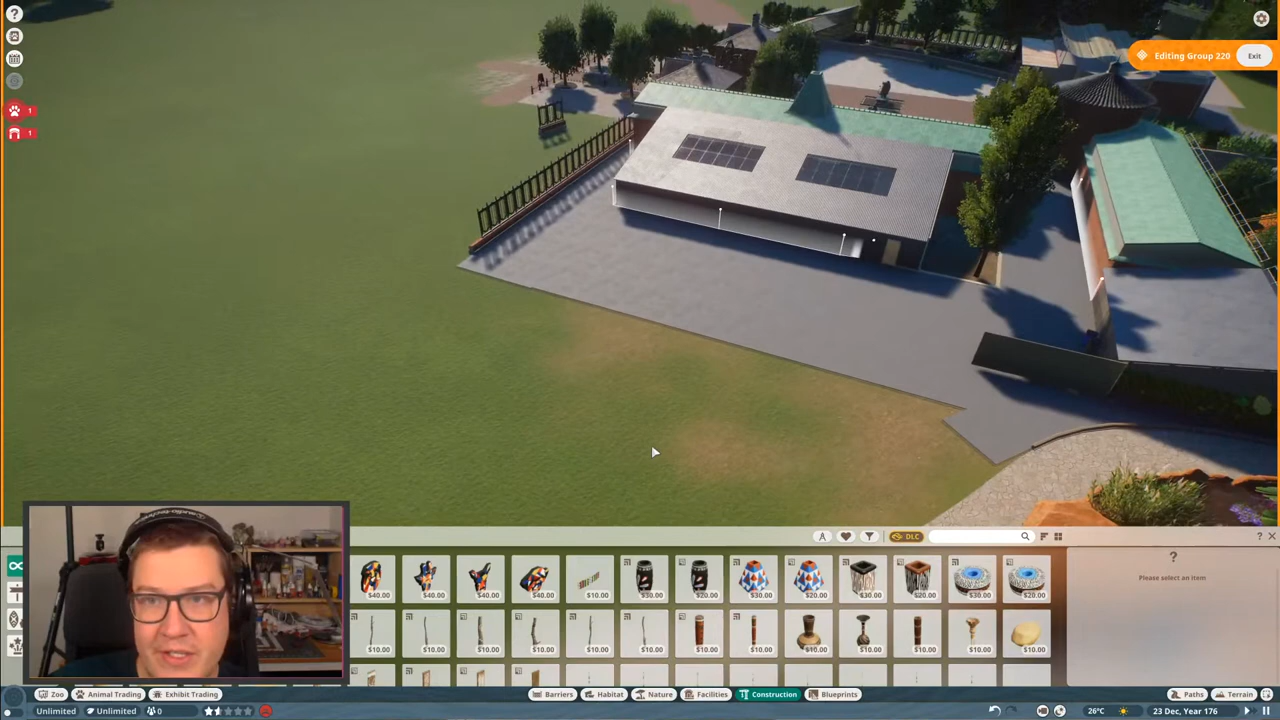 ?
Editing Group 220
Exit
1
1
DLC
?
$40.00 $40.00 $40.00 $40.00 $10.00 $30.00 $20.00 $30.00 $20.00 $30.00 $20.00 $30.00 $20.00
?
Please select an item
$10.00 $10.00 $10.00 $10.00 $10.00 $10.00 $10.00 $10.00 $10.00 $10.00 $10.00 $10.00 $10.00
Zoo Animal Trading Exhibit Trading Barriers Habitat Nature Facilities Construction Blueprints Paths Terrain
Unlimited Unlimited 0 26°C 23 Dec, Year 176